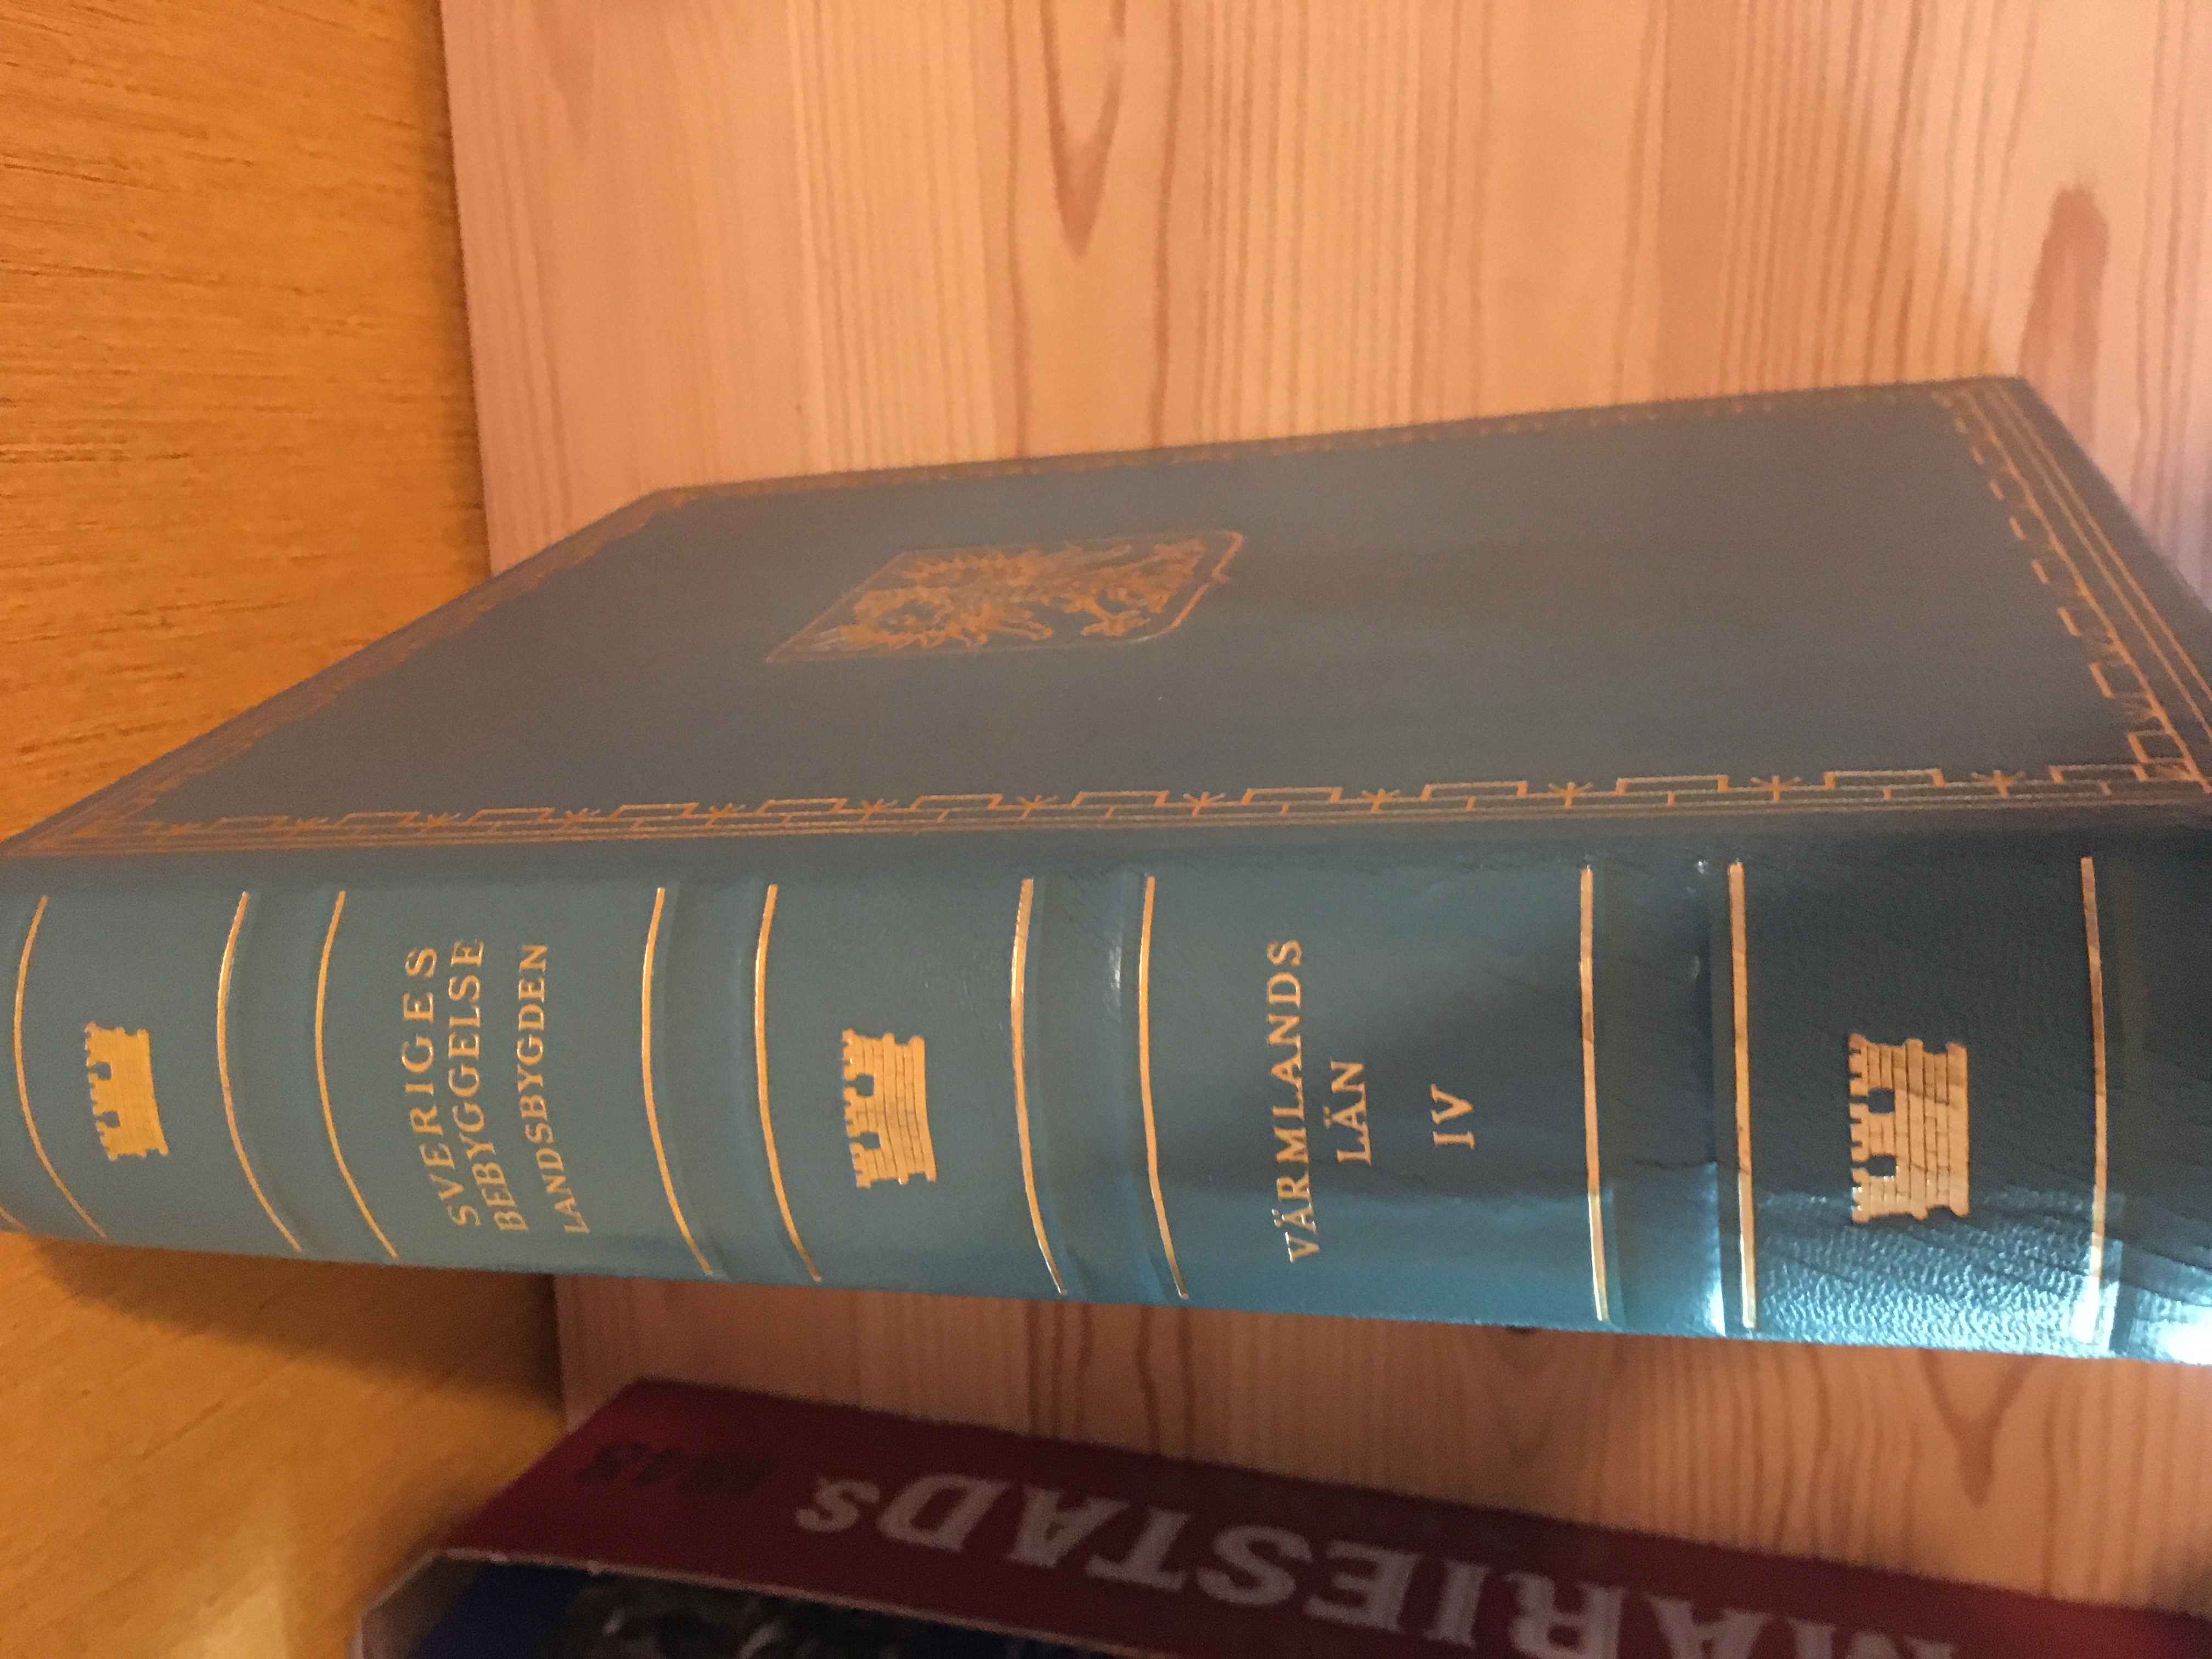 SVERIGES
BEBYGGELSE
LANDSBYGDEN
VÄRMLANDS
LÄN
IV
MARIESTADS